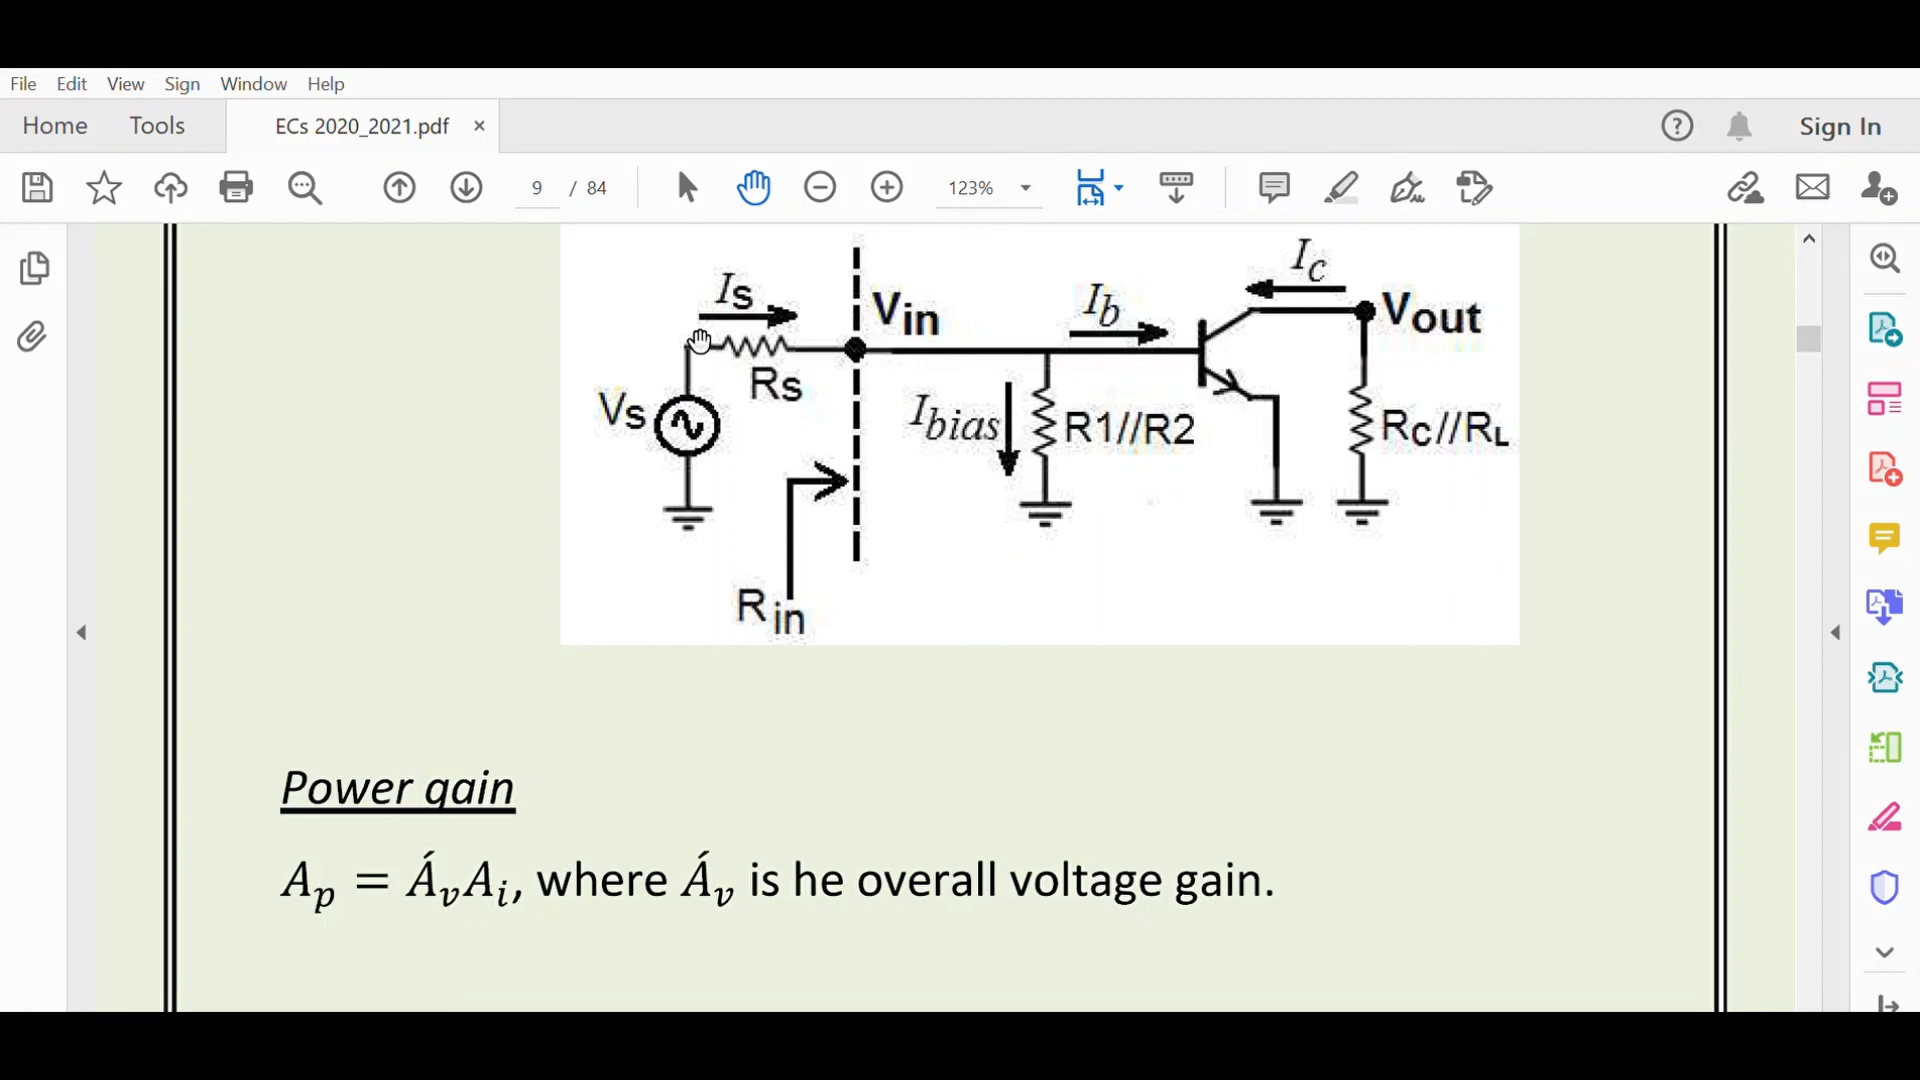 File Edit View Sign Window Help
Home Tools ECs 2020_2021.pdf × Sign In
9 / 84 123%
Is Vin Ib Ic Vout
Rs
Vs Ibias R1//R2 Rc//RL
Rin
Power gain
Aₚ = Á ᵥAᵢ, where Áᵥ is he overall voltage gain.